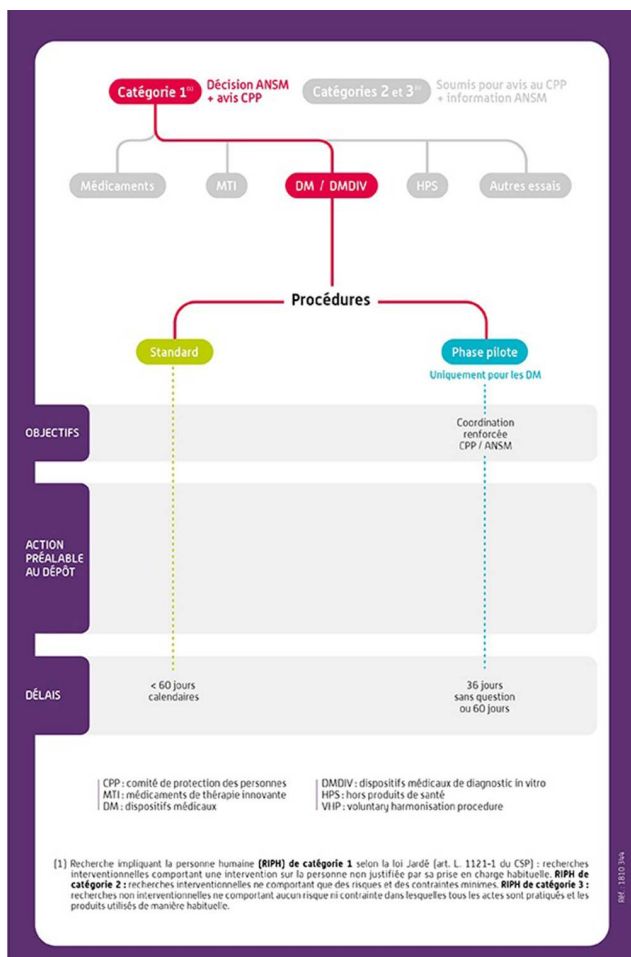 Catégorie 1(1)
Décision ANSM
+ avis CPP
Catégories 2 et 3(1)
Soumis pour avis au CPP
+ information ANSM
Médicaments
MTI
DM / DMDIV
HPS
Autres essais
Procédures
Standard
Phase pilote
Uniquement pour les DM
OBJECTIFS
Coordination
renforcée
CPP / ANSM
ACTION
PRÉALABLE
AU DÉPÔT
DÉLAIS
< 60 jours
calendaires
36 jours
sans question
ou 60 jours
CPP : comité de protection des personnes
MTI : médicaments de thérapie innovante
DM : dispositifs médicaux
DMDIV : dispositifs médicaux de diagnostic in vitro
HPS : hors produits de santé
VHP : voluntary harmonisation procedure
(1) Recherche impliquant la personne humaine (RIPH) de catégorie 1 selon la loi Jardé (art. L. 1121-1 du CSP) : recherches
interventionnelles comportant une intervention sur la personne non justifiée par sa prise en charge habituelle. RIPH de
catégorie 2 : recherches interventionnelles ne comportant que des risques et des contraintes minimes. RIPH de catégorie 3 :
recherches non interventionnelles ne comportant aucun risque ni contrainte dans lesquelles tous les actes sont pratiqués et les
produits utilisés de manière habituelle.
Réf. 1810 344